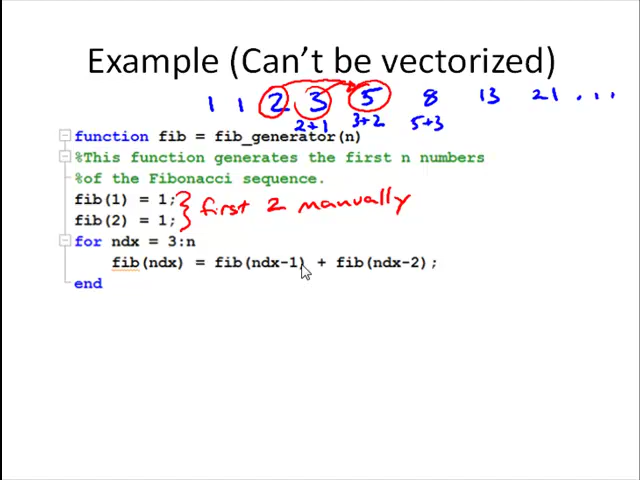 Example (Can't be vectorized)
1 1 2 3 5 8 13 21 ...
2+1 3+2 5+3
function fib = fib_generator(n)
%This function generates the first n numbers
%of the Fibonacci sequence.
fib(1) = 1;
fib(2) = 1;
first 2 manually
for ndx = 3:n
fib(ndx) = fib(ndx-1) + fib(ndx-2);
end